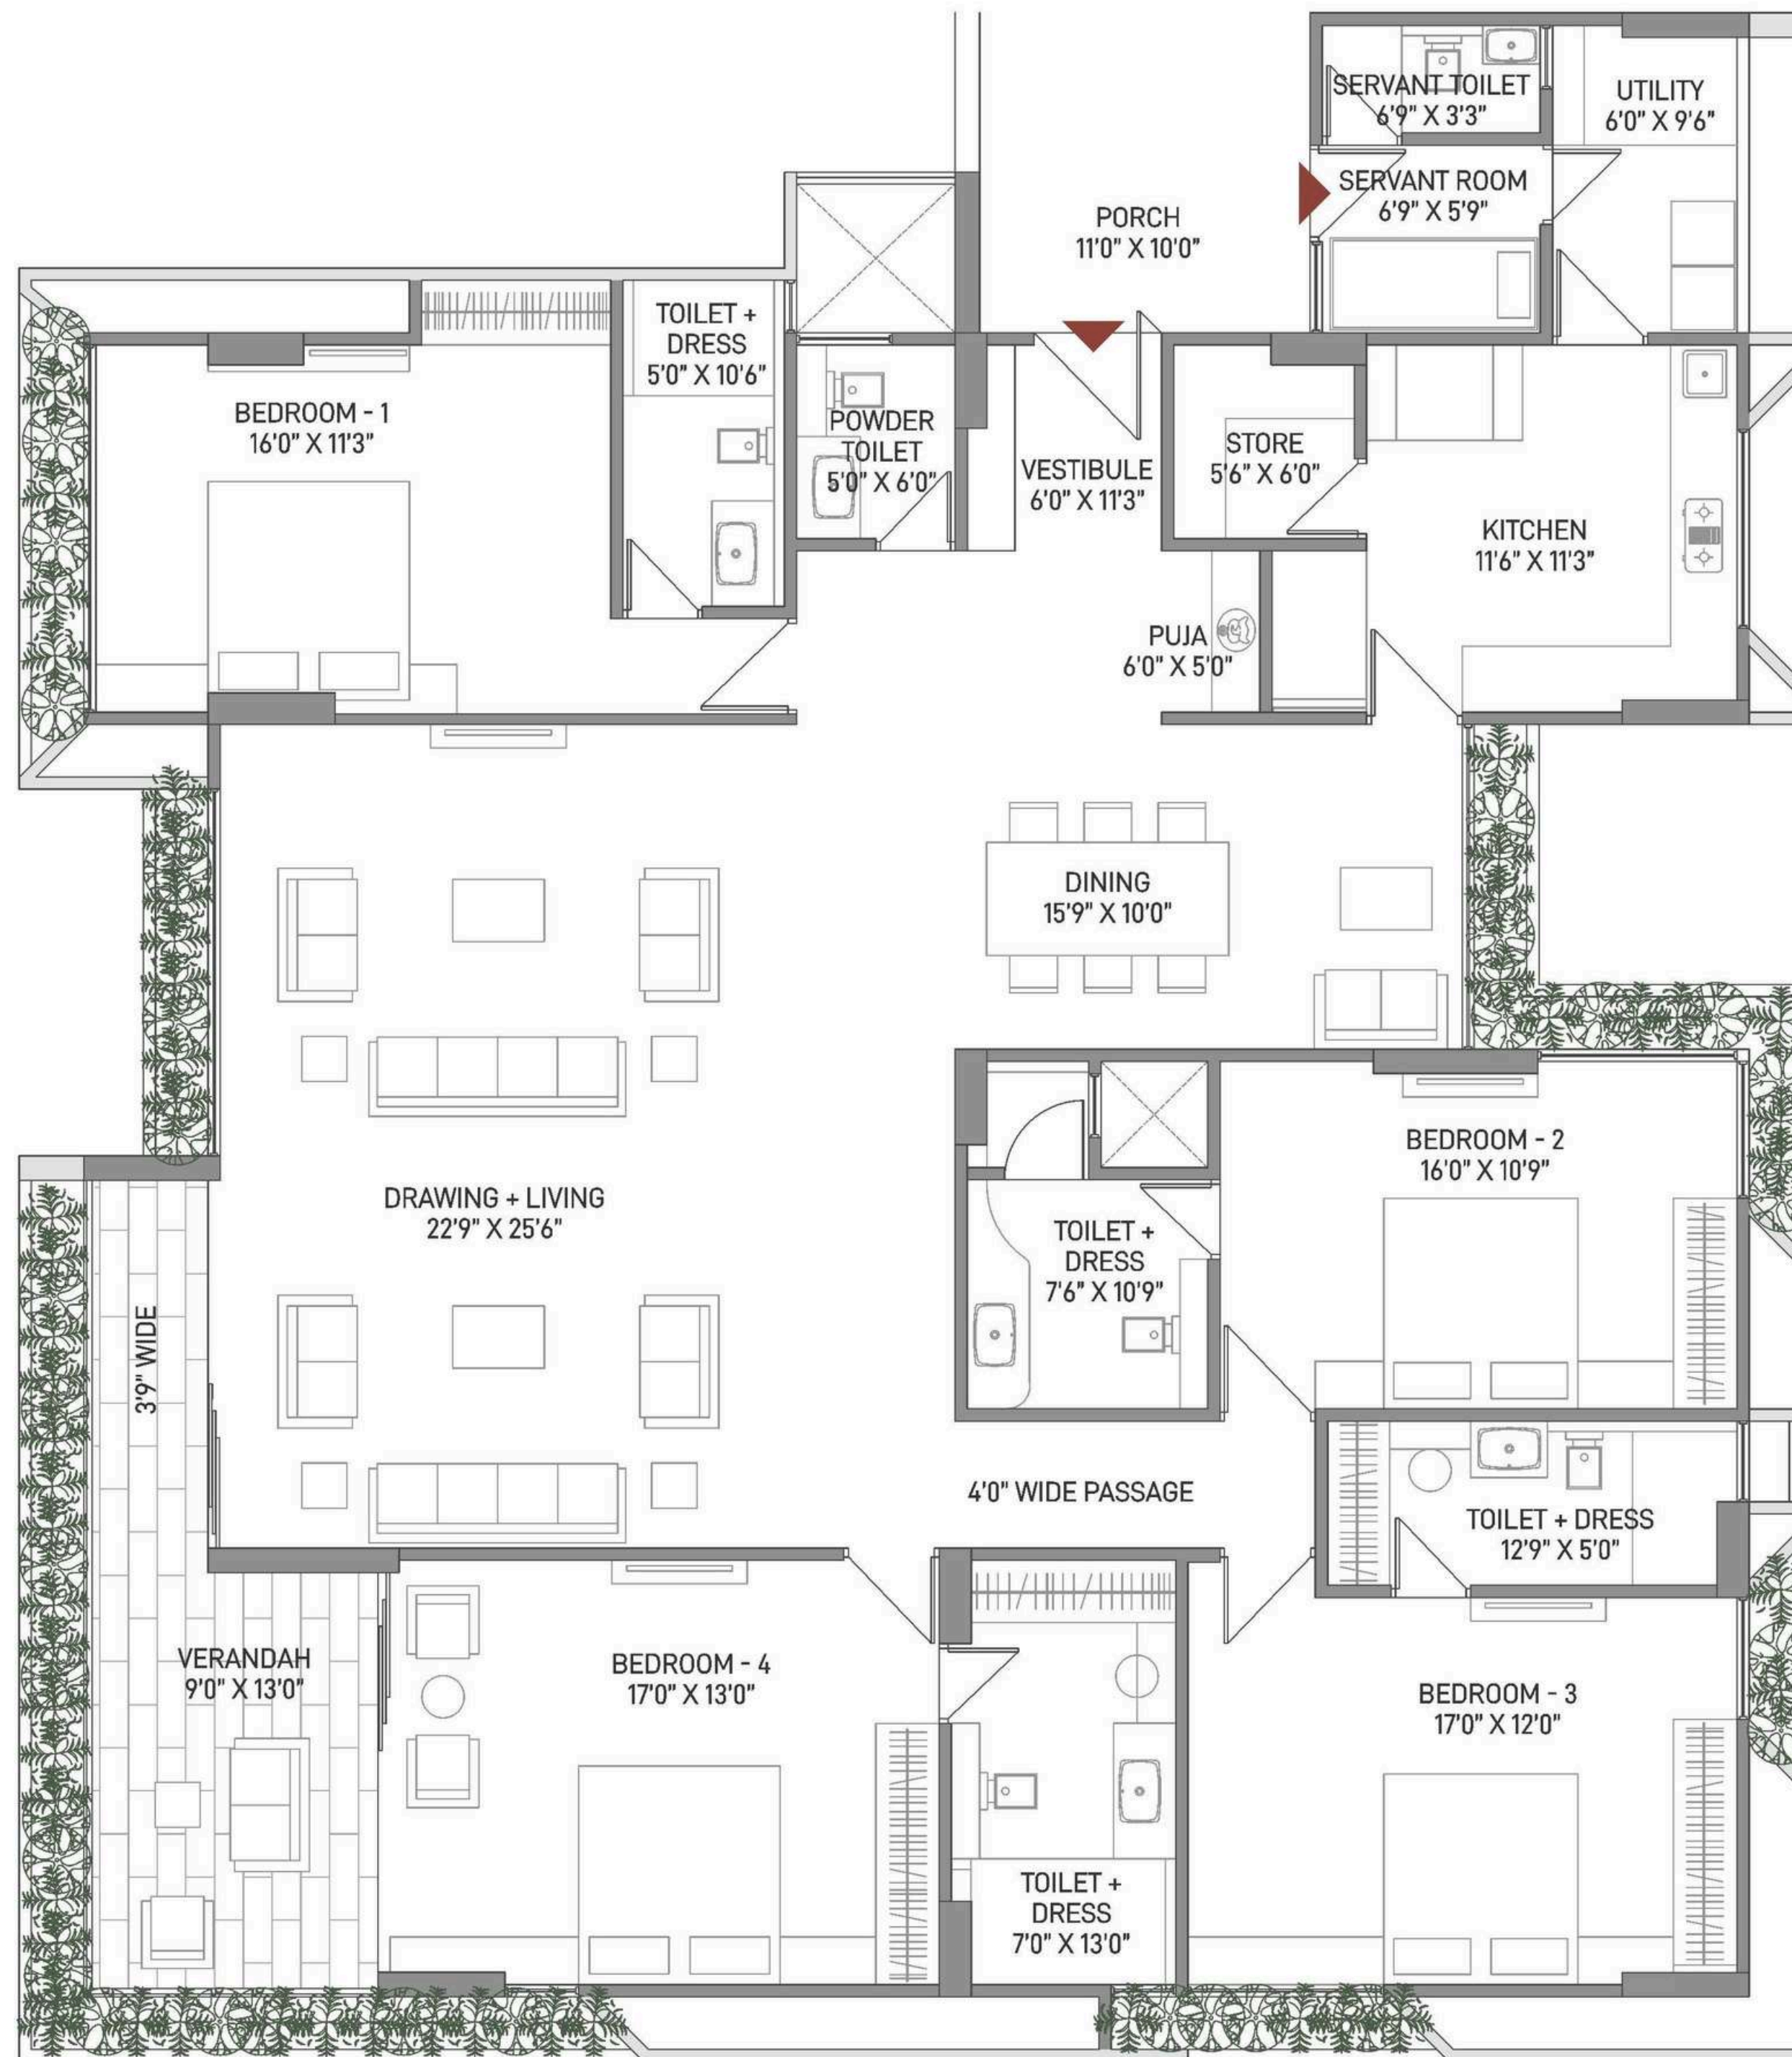 SERVANT TOILET
6'9" X 3'3"
UTILITY
6'0" X 9'6"
SERVANT ROOM
6'9" X 5'9"
PORCH
11'0" X 10'0"
TOILET +
DRESS
5'0" X 10'6"
BEDROOM - 1
16'0" X 11'3"
POWDER
TOILET
5'0" X 6'0"
VESTIBULE
6'0" X 11'3"
STORE
5'6" X 6'0"
KITCHEN
11'6" X 11'3"
PUJA
6'0" X 5'0"
DINING
15'9" X 10'0"
BEDROOM - 2
16'0" X 10'9"
DRAWING + LIVING
22'9" X 25'6"
TOILET +
DRESS
7'6" X 10'9"
3'9" WIDE
4'0" WIDE PASSAGE
TOILET + DRESS
12'9" X 5'0"
VERANDAH
9'0" X 13'0"
BEDROOM - 4
17'0" X 13'0"
BEDROOM - 3
17'0" X 12'0"
TOILET +
DRESS
7'0" X 13'0"